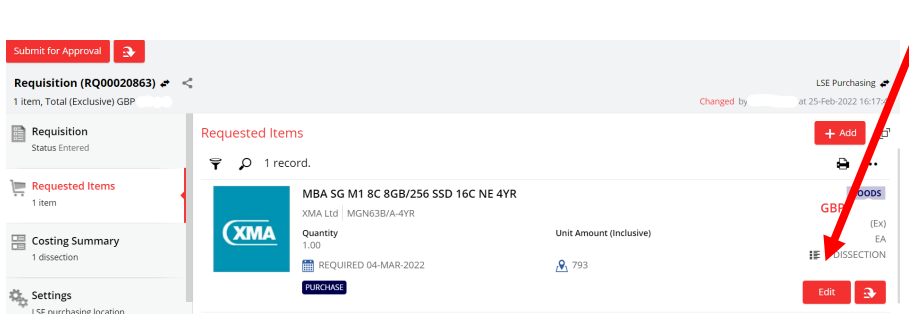 Submit for Approval
Requisition (RQ00020863)
LSE Purchasing
1 item, Total (Exclusive) GBP
Changed by at 25-Feb-2022 16:17:
Requisition
Status Entered
Requested Items
1 item
Costing Summary
1 dissection
Settings
LSE purchasing location
Requested Items
+ Add
1 record.
MBA SG M1 8C 8GB/256 SSD 16C NE 4YR
XMA
XMA Ltd MGN63B/A-4YR
GBP
Quantity
Unit Amount (Inclusive)
(Ex)
1.00
EA
DISSECTION
REQUIRED 04-MAR-2022
793
PURCHASE
Edit